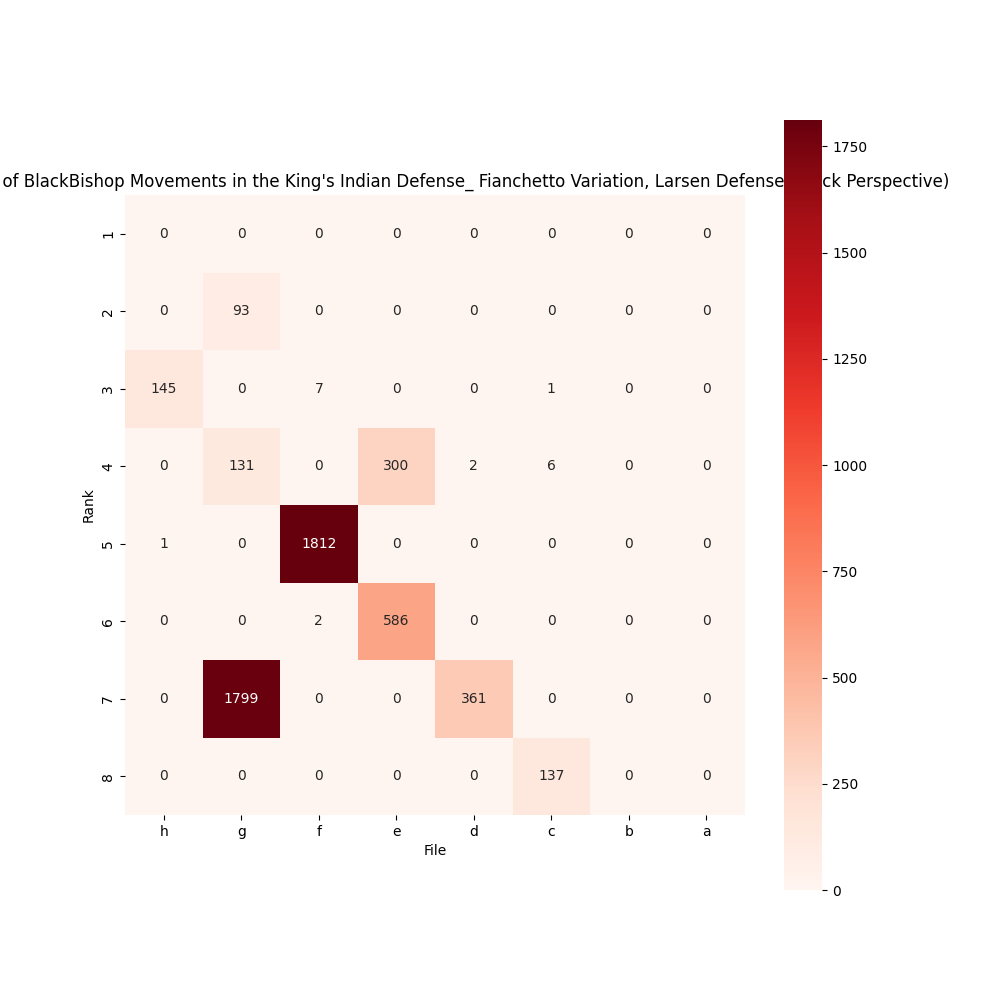 of BlackBishop Movements in the King's Indian Defense_ Fianchetto Variation, Larsen Defense ck Perspective)
1 0 0 0 0 0 0 0 0
2 0 93 0 0 0 0 0 0
3 145 0 7 0 0 1 0 0
4 0 131 0 300 2 6 0 0
5 1 0 1812 0 0 0 0 0
6 0 0 2 586 0 0 0 0
7 0 1799 0 0 361 0 0 0
8 0 0 0 0 0 137 0 0
h g f e d c b a
File
Rank
1750
1500
1250
1000
750
500
250
0